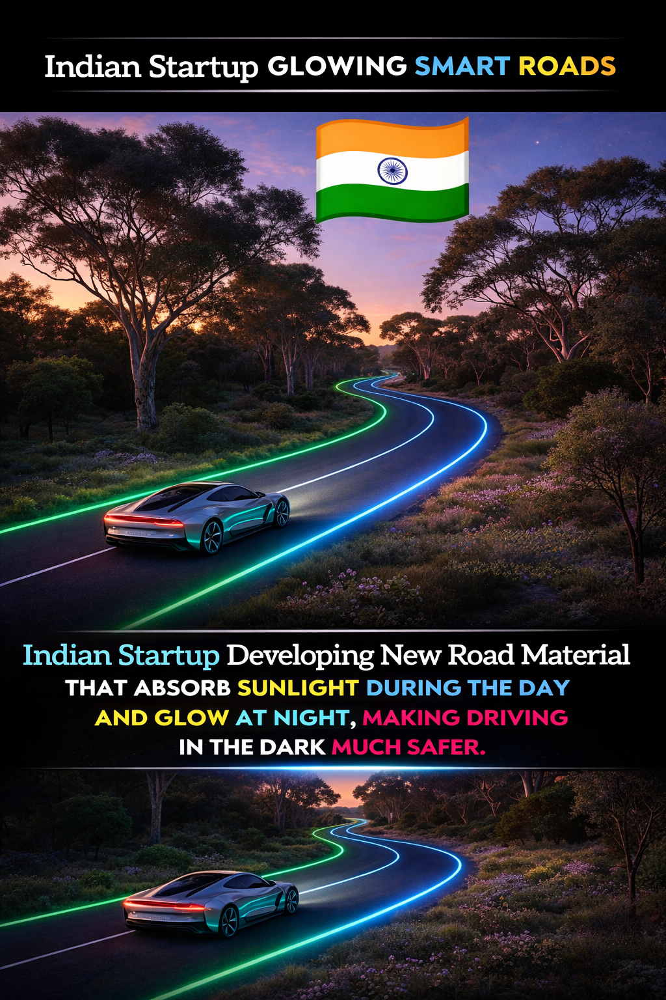 Indian Startup GLOWING SMART ROADS
Indian Startup Developing New Road Material
THAT ABSORB SUNLIGHT DURING THE DAY
AND GLOW AT NIGHT, MAKING DRIVING
IN THE DARK MUCH SAFER.